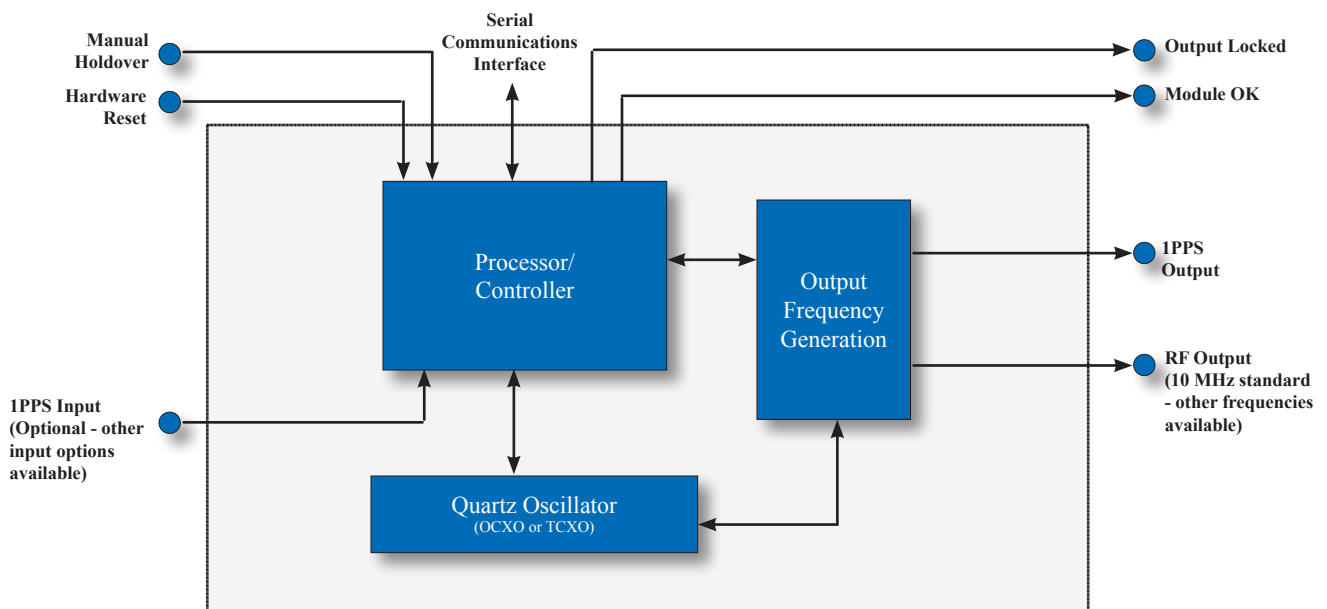 Manual
Holdover
Hardware
Reset
Serial
Communications
Interface
Output Locked
Module OK
Processor/
Controller
Output
Frequency
Generation
1PPS
Output
RF Output
(10 MHz standard
- other frequencies
available)
1PPS Input
(Optional - other
input options
available)
Quartz Oscillator
(OCXO or TCXO)